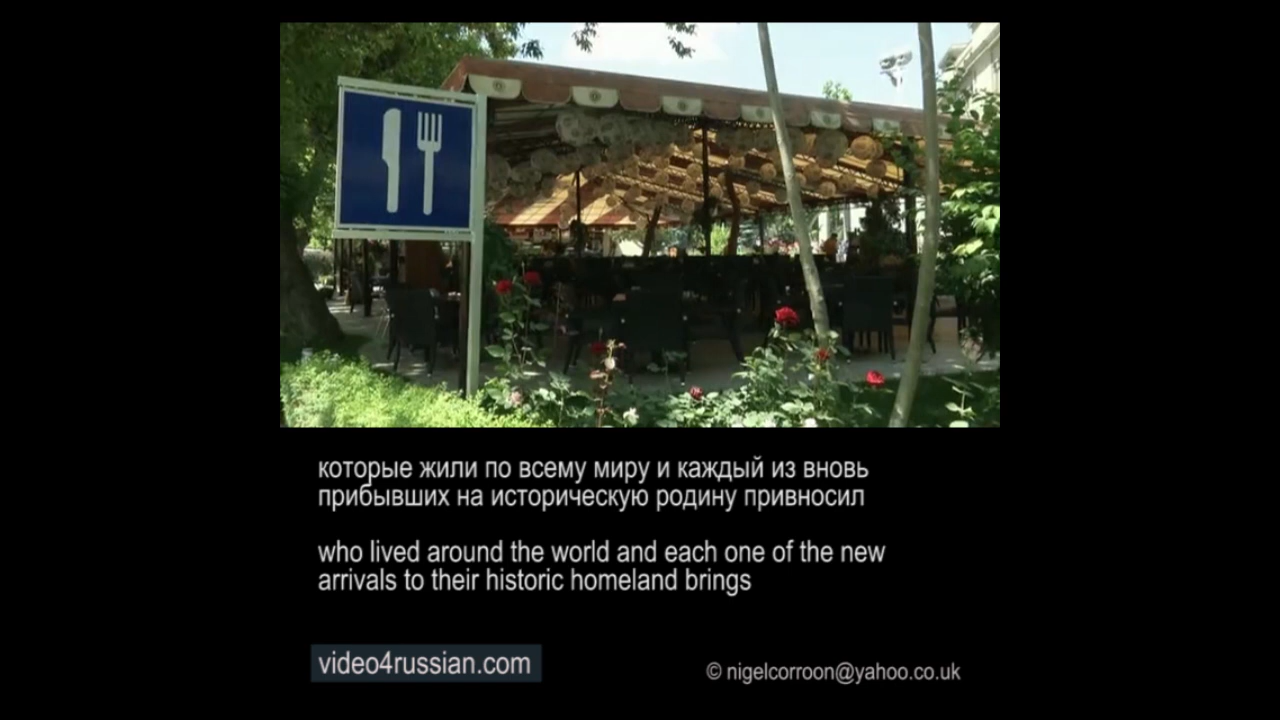 которые жили по всему миру и каждый из вновь
прибывших на историческую родину привносил
who lived around the world and each one of the new
arrivals to their historic homeland brings
video4russian.com
© nigelcorroon@yahoo.co.uk